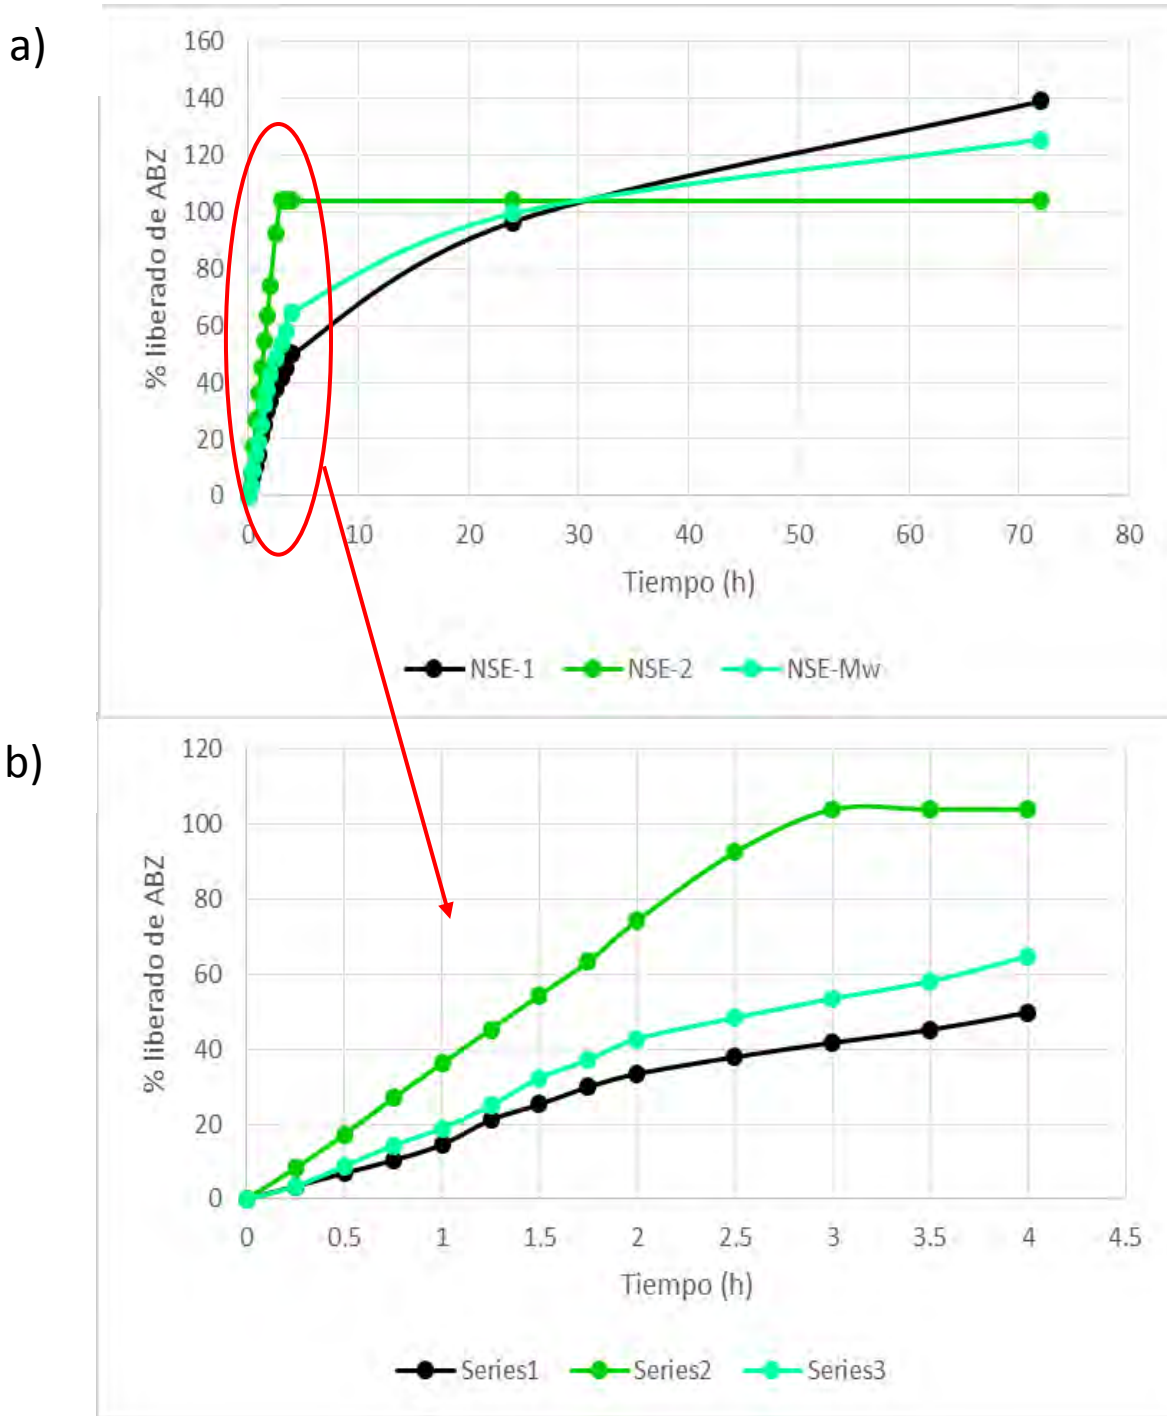 a)
160
140
120
100
80
60
40
20
0
% liberado de ABZ
0 10 20 30 40 50 60 70 80
Tiempo (h)
NSE-1 NSE-2 NSE-Mw
b)
120
100
80
60
40
20
0
% liberado de ABZ
0 0.5 1 1.5 2 2.5 3 3.5 4 4.5
Tiempo (h)
Series1 Series2 Series3